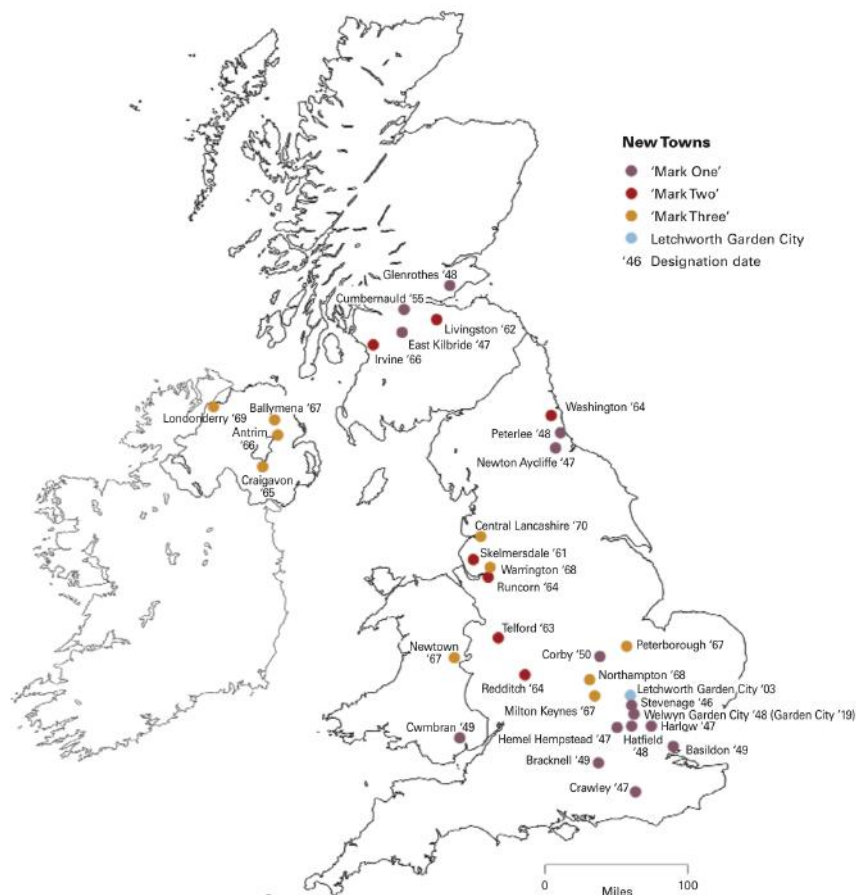 New Towns
'Mark One'
'Mark Two'
'Mark Three'
Letchworth Garden City
'46 Designation date
Glenrothes '48
Cumbernauld '55
Livingston '62
East Kilbride '47
Irvine '66
Londonderry '69
Ballymena '67
Antrim
'66
Craigavon
'65
Washington '64
Peterlee '48
Newton Aycliffe '47
Central Lancashire '70
Skelmersdale '61
Warrington '68
Runcorn '64
Telford '63
Newtown
'67
Corby '50
Peterborough '67
Redditch '64
Northampton '68
Milton Keynes '67
Letchworth Garden City '03
Stevenage '46
Welwyn Garden City '48 (Garden City '19)
Cwmbran '49
Hemel Hempstead '47
Hatfield
'48
Harlow '47
Bracknell '49
Basildon '49
Crawley '47
0
100
Miles